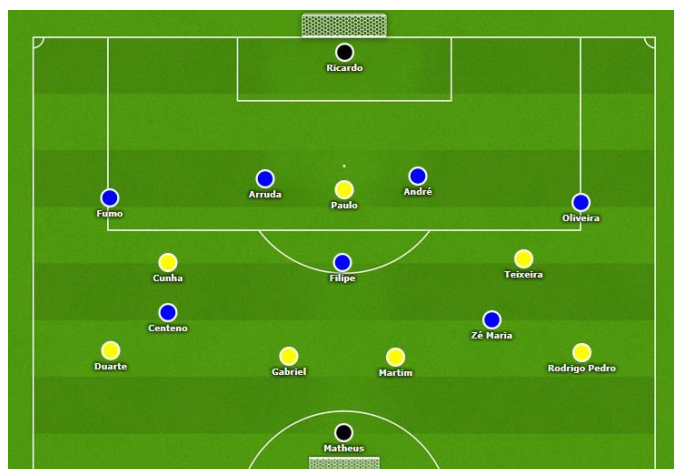 Ricardo
Arruda
André
Paulo
Fumo
Oliveira
Cunha
Filipe
Teixeira
Centeno
Zé Maria
Duarte
Gabriel
Martim
Rodrigo Pedro
Matheus